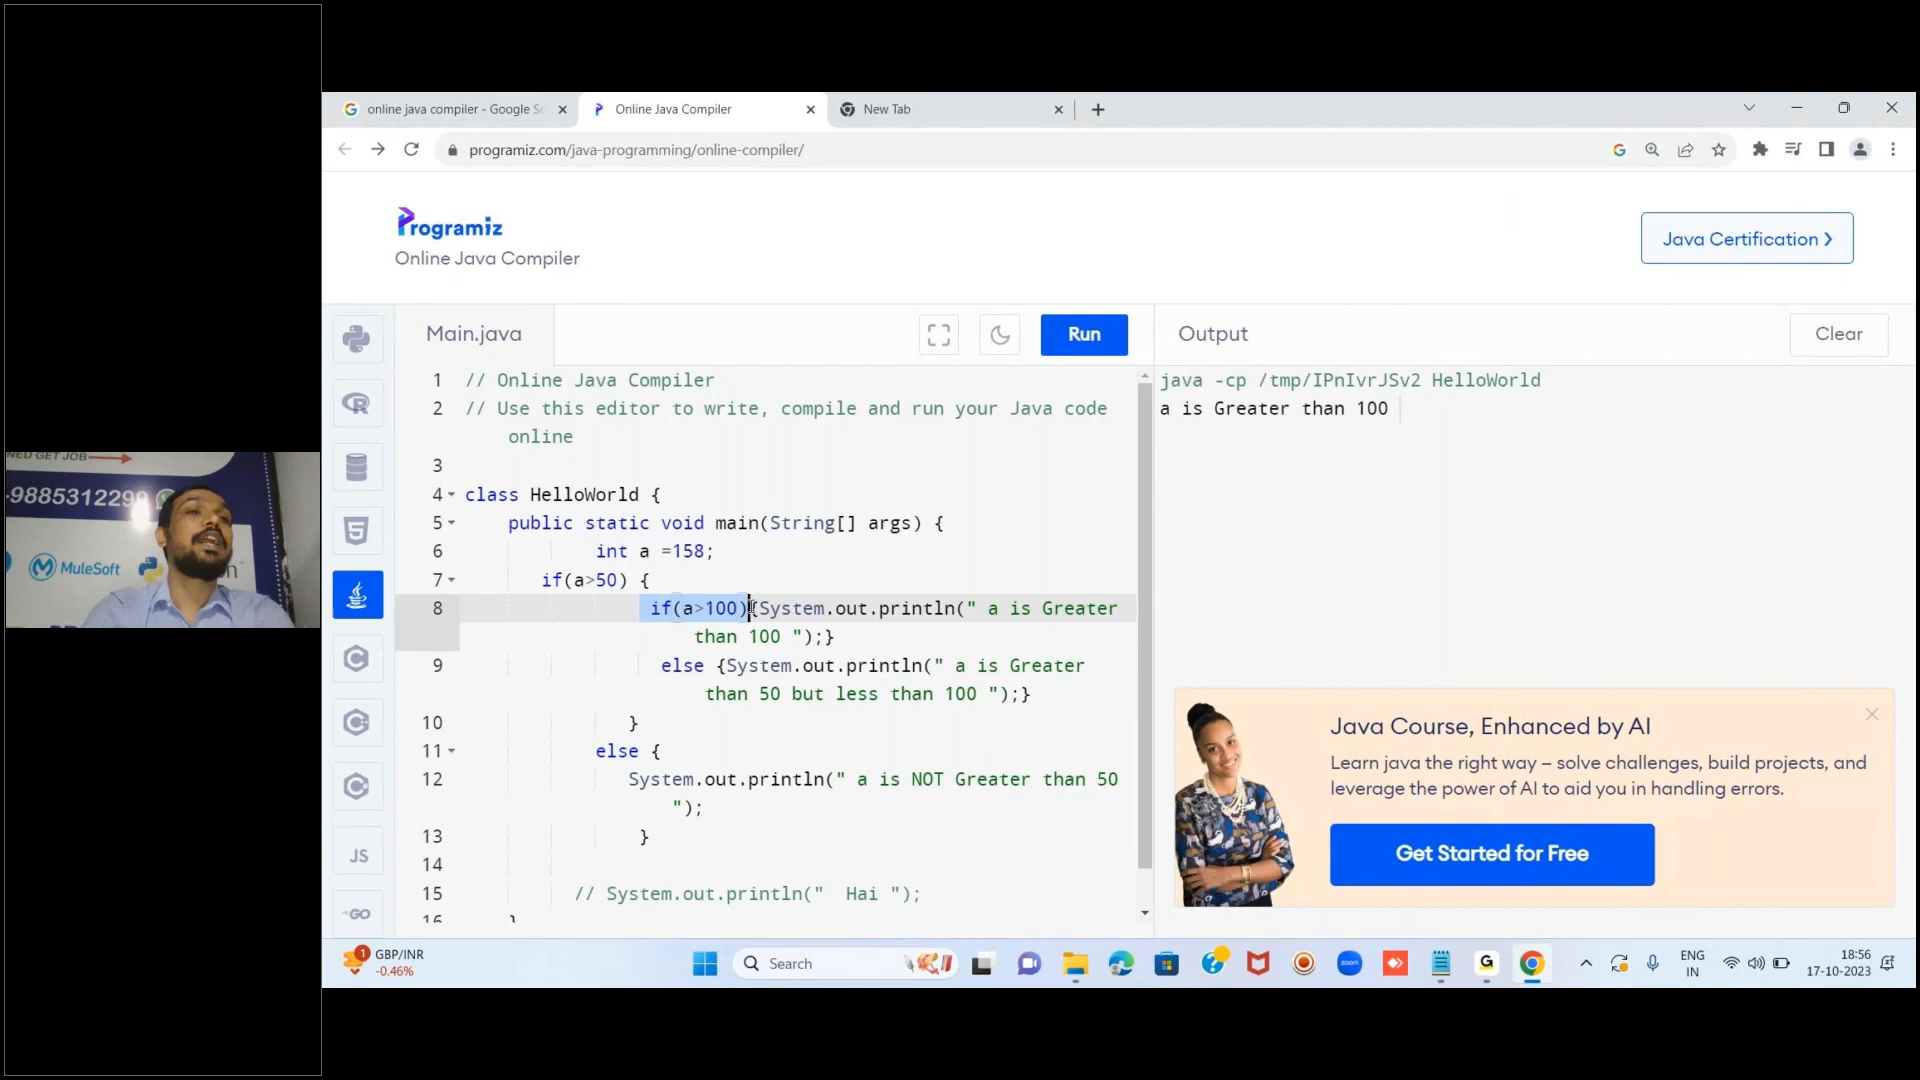 NED GET JOB
-9885312299
MuleSoft
online java compiler - Google Se
Online Java Compiler
New Tab
programiz.com/java-programming/online-compiler/
Programiz
Online Java Compiler
Java Certification ❯
Main.java
Run
Output
Clear
1 // Online Java Compiler
2 // Use this editor to write, compile and run your Java code
online
3
4 class HelloWorld {
5 public static void main(String[] args) {
6 int a =158;
7 if(a>50) {
8 if(a>100){System.out.println(" a is Greater
than 100 ");}
9 else {System.out.println(" a is Greater
than 50 but less than 100 ");}
10 }
11 else {
12 System.out.println(" a is NOT Greater than 50
");
13 }
14
15 // System.out.println("  Hai ");
16 }
java -cp /tmp/IPnIvrJSv2 HelloWorld
a is Greater than 100
Java Course, Enhanced by AI
Learn java the right way – solve challenges, build projects, and
leverage the power of AI to aid you in handling errors.
Get Started for Free
JS
GO
1
GBP/INR
-0.46%
Search
zoom
G
ENG
IN
18:56
17-10-2023